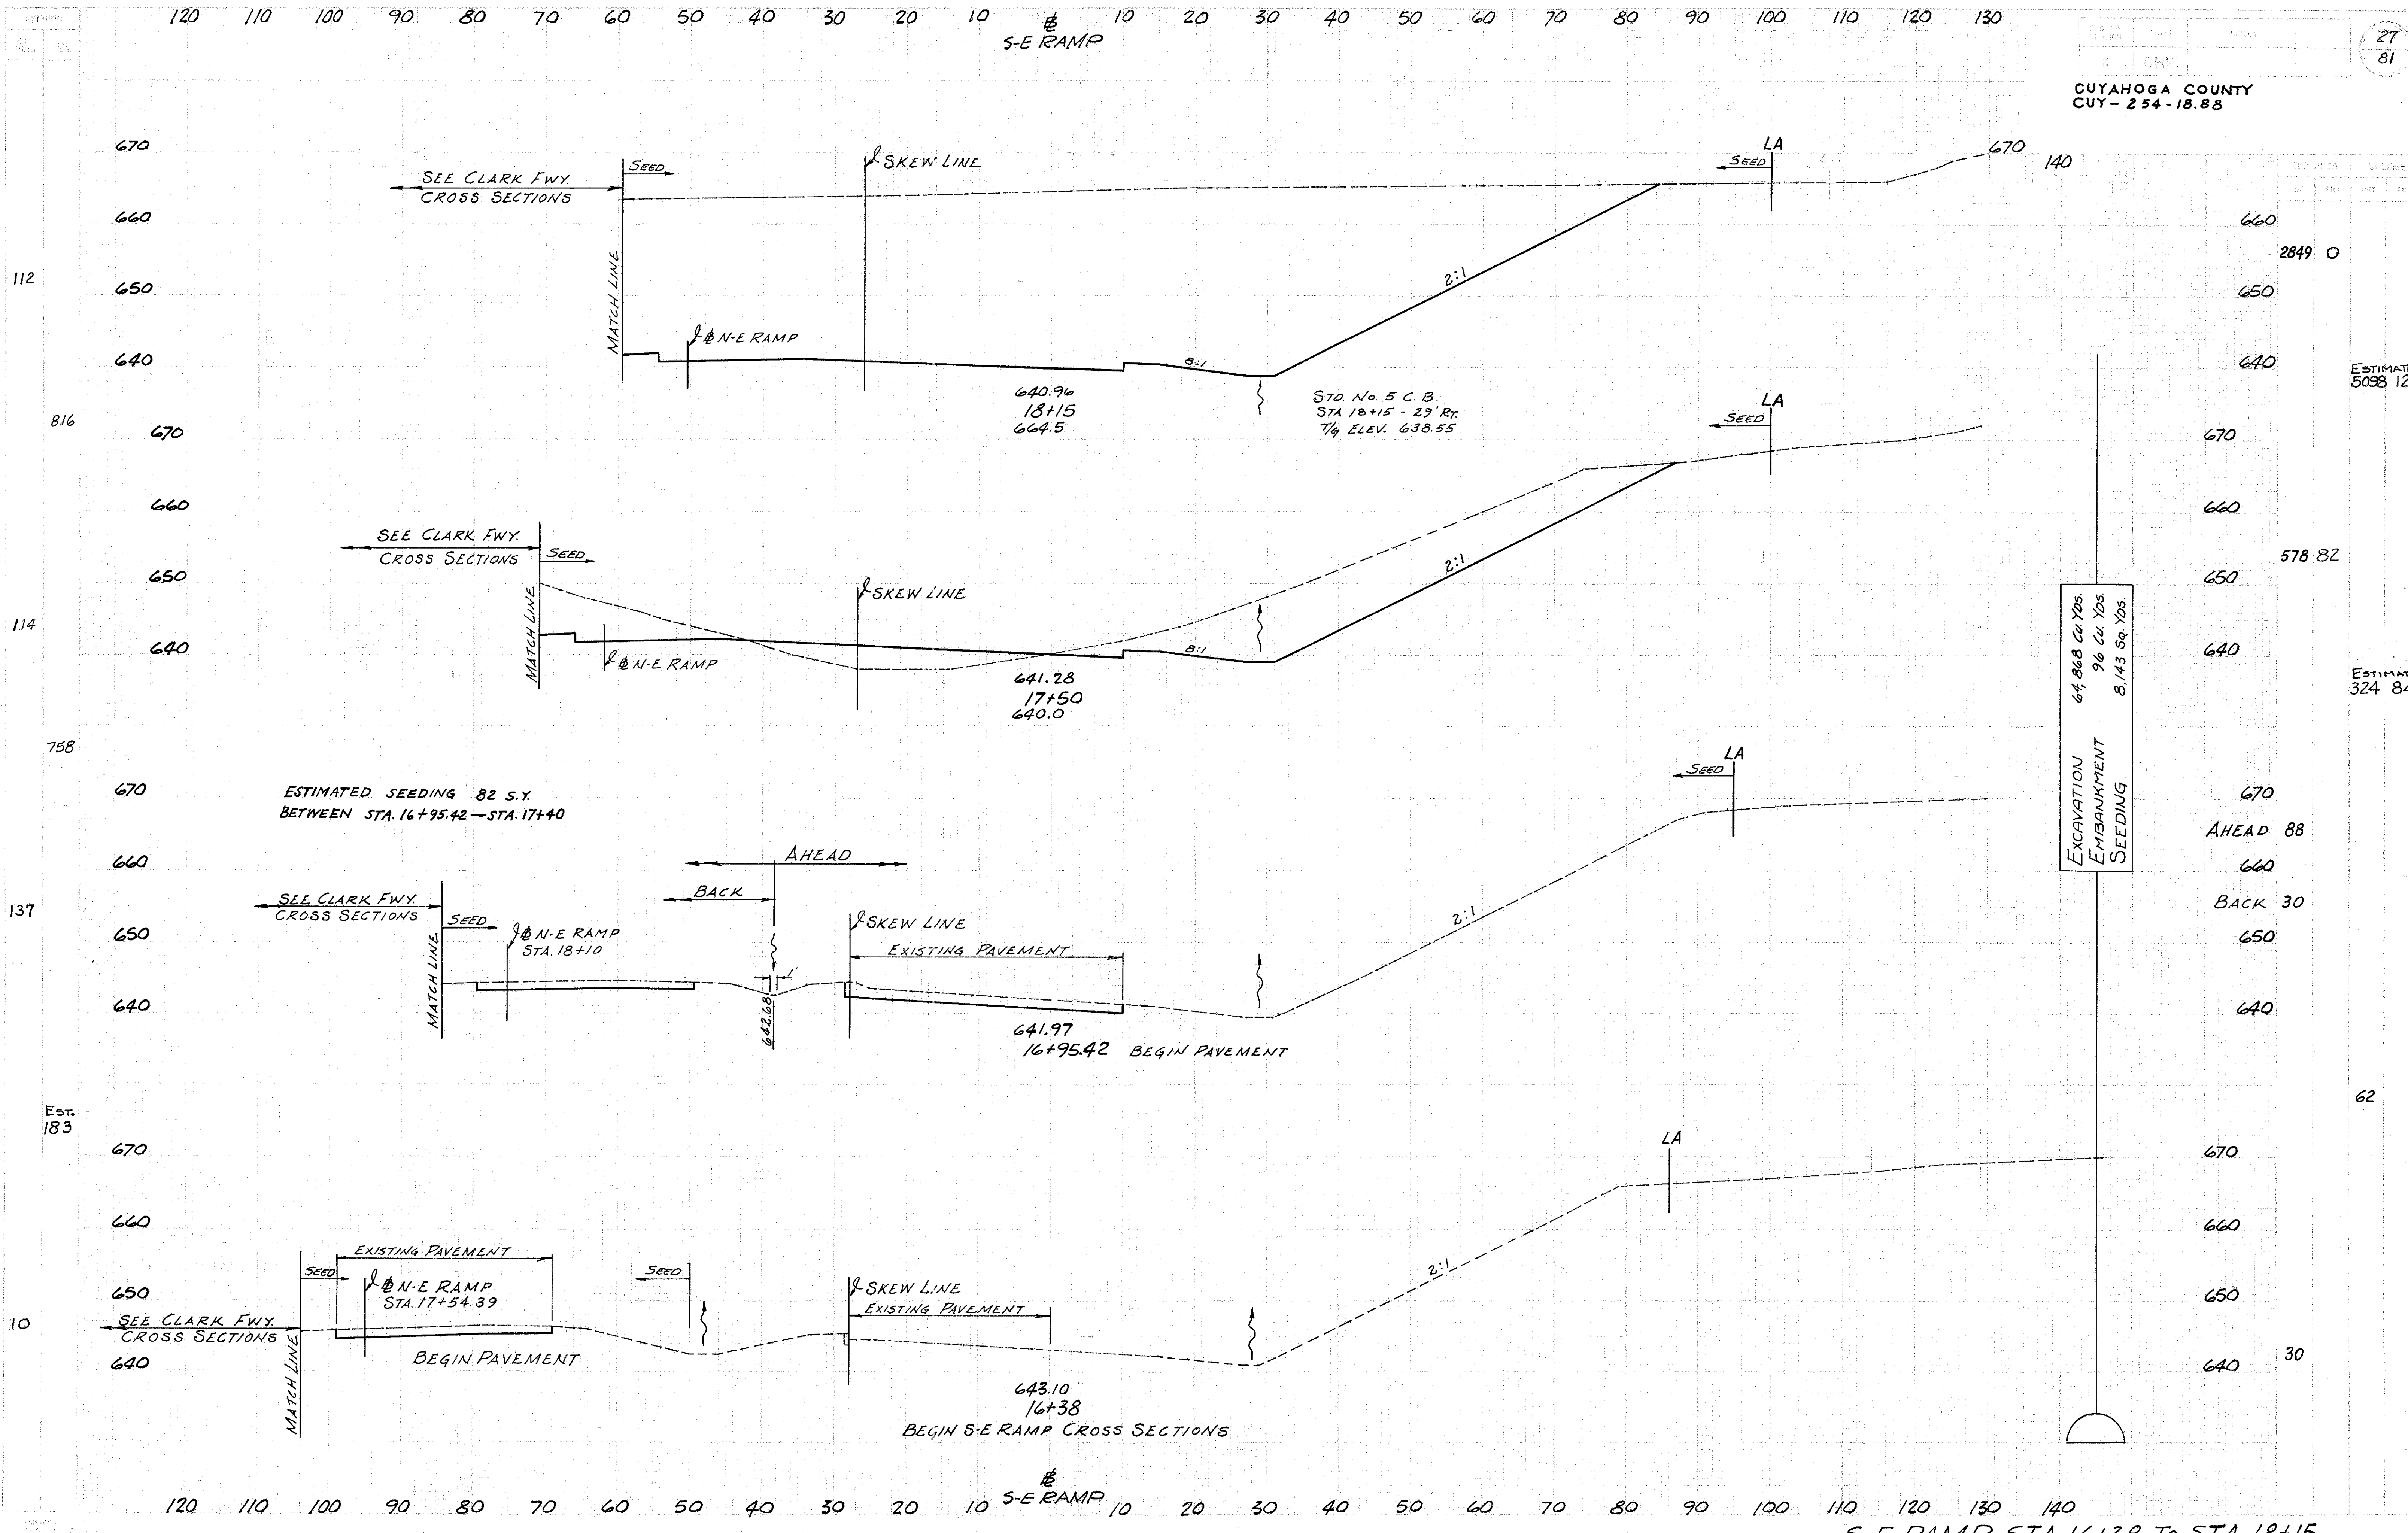 120 110 100 90 80 70 60 50 40 30 20 10 ℄ 10 20 30 40 50 60 70 80 90 100 110 120 130
S-E RAMP
27
81
OHIO
CUYAHOGA COUNTY
CUY-254-18.88
670
SEE CLARK FWY.
CROSS SECTIONS
SEED
SKEW LINE
SEED
LA
670
140
660
660
2849 0
112
650
MATCH LINE
2:1
650
640
N-E RAMP
8:1
640
640.96
18+15
664.5
STD. No. 5 C.B.
STA 18+15 - 29' RT.
T/G ELEV. 638.55
5098
816
670
SEED
LA
670
660
660
SEE CLARK FWY.
CROSS SECTIONS
SEED
578 82
650
SKEW LINE
2:1
650
114
MATCH LINE
640
N-E RAMP
8:1
640
641.28
17+50
640.0
EXCAVATION 64,868 CU. YDS.
EMBANKMENT 96 CU. YDS.
SEEDING 8,143 SQ. YDS.
324
758
SEED
LA
670
ESTIMATED SEEDING 82 S.Y.
BETWEEN STA. 16+95.42 — STA. 17+40
670
AHEAD 88
660
AHEAD
660
BACK
BACK 30
137
SEE CLARK FWY.
CROSS SECTIONS
SEED
SKEW LINE
2:1
650
N-E RAMP
STA. 18+10
EXISTING PAVEMENT
650
MATCH LINE
1'
640
642.68
640
641.97
16+95.42 BEGIN PAVEMENT
EST.
183
62
670
LA
670
660
660
EXISTING PAVEMENT
SEED
SEED
650
N-E RAMP
STA. 17+54.39
SKEW LINE
EXISTING PAVEMENT
2:1
650
10
SEE CLARK FWY.
CROSS SECTIONS
MATCH LINE
640
BEGIN PAVEMENT
640
30
643.10
16+38
BEGIN S-E RAMP CROSS SECTIONS
120 110 100 90 80 70 60 50 40 30 20 10 ℄ 10 20 30 40 50 60 70 80 90 100 110 120 130 140
S-E RAMP
S-E RAMP STA. 16+38 TO STA. 18+15